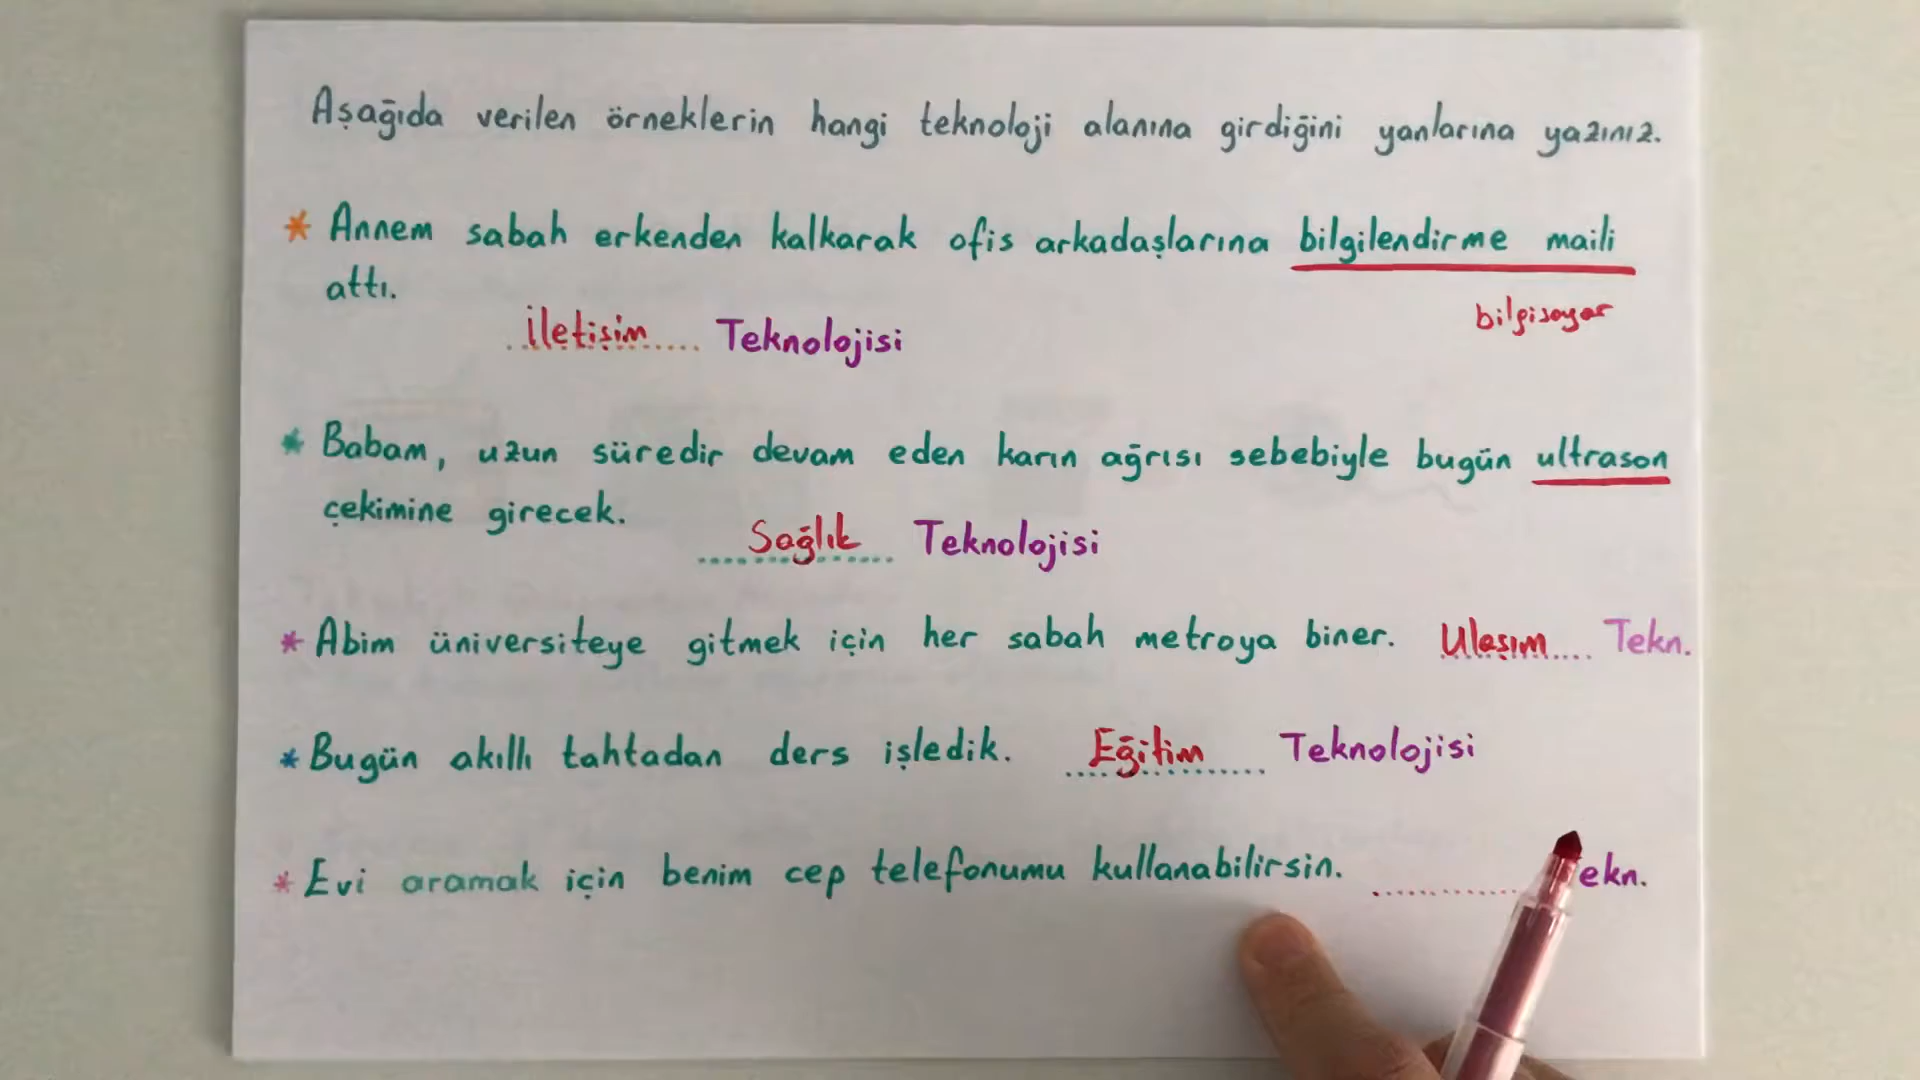 Aşağıda verilen örneklerin hangi teknoloji alanına girdiğini yanlarına yazınız.
* Annem sabah erkenden kalkarak ofis arkadaşlarına bilgilendirme maili
attı.
bilgisayar
İletişim Teknolojisi
* Babam, uzun süredir devam eden karın ağrısı sebebiyle bugün ultrason
çekimine girecek.
Sağlık Teknolojisi
* Abim üniversiteye gitmek için her sabah metroya biner. Ulaşım.... Tekn.
* Bugün akıllı tahtadan ders işledik. Eğitim Teknolojisi
* Evi aramak için benim cep telefonumu kullanabilirsin. ............ ekn.